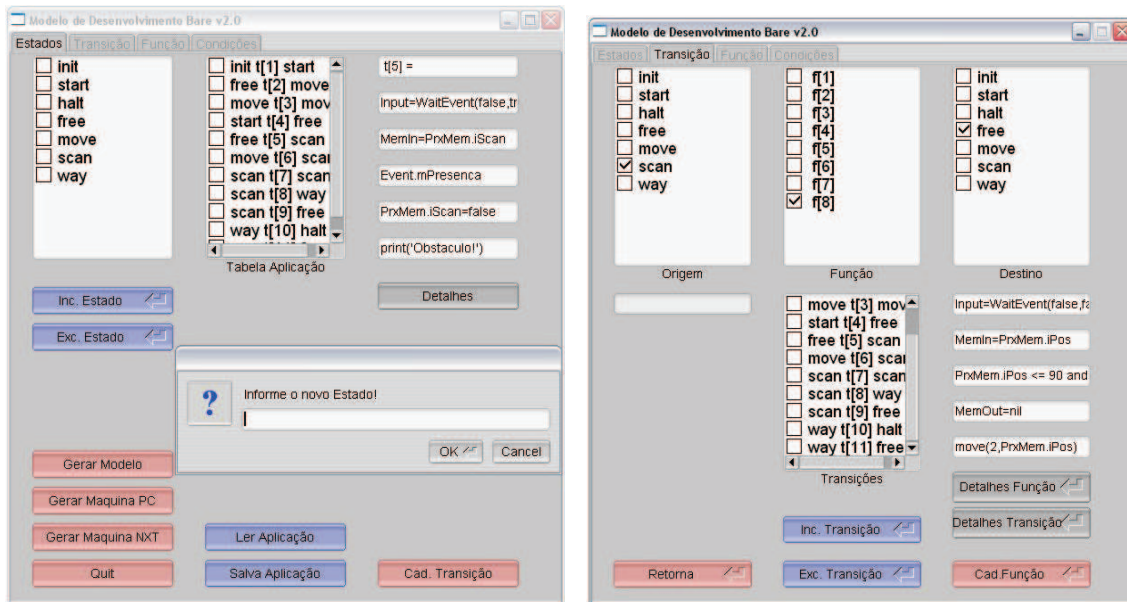 Modelo de Desenvolvimento Bare v2.0
Estados Transição Função Condições
init
start
halt
free
move
scan
way
init t[1] start
free t[2] move
move t[3] mov
start t[4] free
free t[5] scan
move t[6] scan
scan t[7] scan
scan t[8] way
scan t[9] free
way t[10] halt
Tabela Aplicação
t[5] =
Input=WaitEvent(false,tr
MemIn=PrxMem.iScan
Event.mPresenca
PrxMem.iScan=false
print('Obstaculo!')
Detalhes
Inc. Estado
Exc. Estado
Informe o novo Estado!
OK Cancel
Gerar Modelo
Gerar Maquina PC
Gerar Maquina NXT
Quit
Ler Aplicação
Salva Aplicação
Cad. Transição
Modelo de Desenvolvimento Bare v2.0
Estados Transição Função Condições
init
start
halt
free
move
scan
way
Origem
f[1]
f[2]
f[3]
f[4]
f[5]
f[6]
f[7]
f[8]
Função
init
start
halt
free
move
scan
way
Destino
move t[3] mov
start t[4] free
free t[5] scan
move t[6] scan
scan t[7] scan
scan t[8] way
scan t[9] free
way t[10] halt
way t[11] free
Transições
Input=WaitEvent(false,fa
MemIn=PrxMem.iPos
PrxMem.iPos <= 90 and
MemOut=nil
move(2,PrxMem.iPos)
Detalhes Função
Detalhes Transição
Inc. Transição
Retorna
Exc. Transição
Cad.Função